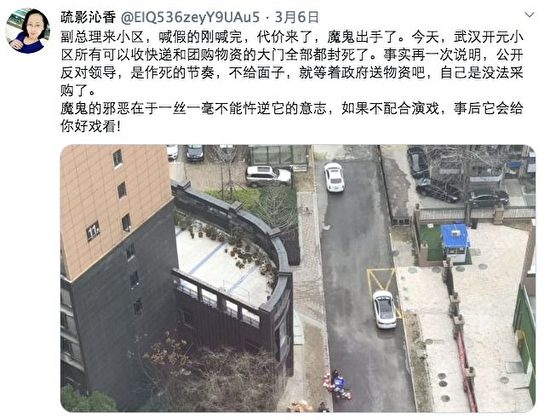 疏影沁香 @EIQ536zeyY9UAu5 · 3月6日
副总理来小区，喊假的刚喊完，代价来了，魔鬼出手了。今天，武汉开元小
区所有可以收快递和团购物资的大门全部都封死了。事实再一次说明，公开
反对领导，是作死的节奏，不给面子，就等着政府送物资吧，自己是没法采
购了。
魔鬼的邪恶在于一丝一毫不能忤逆它的意志，如果不配合演戏，事后它会给
你好戏看!
11